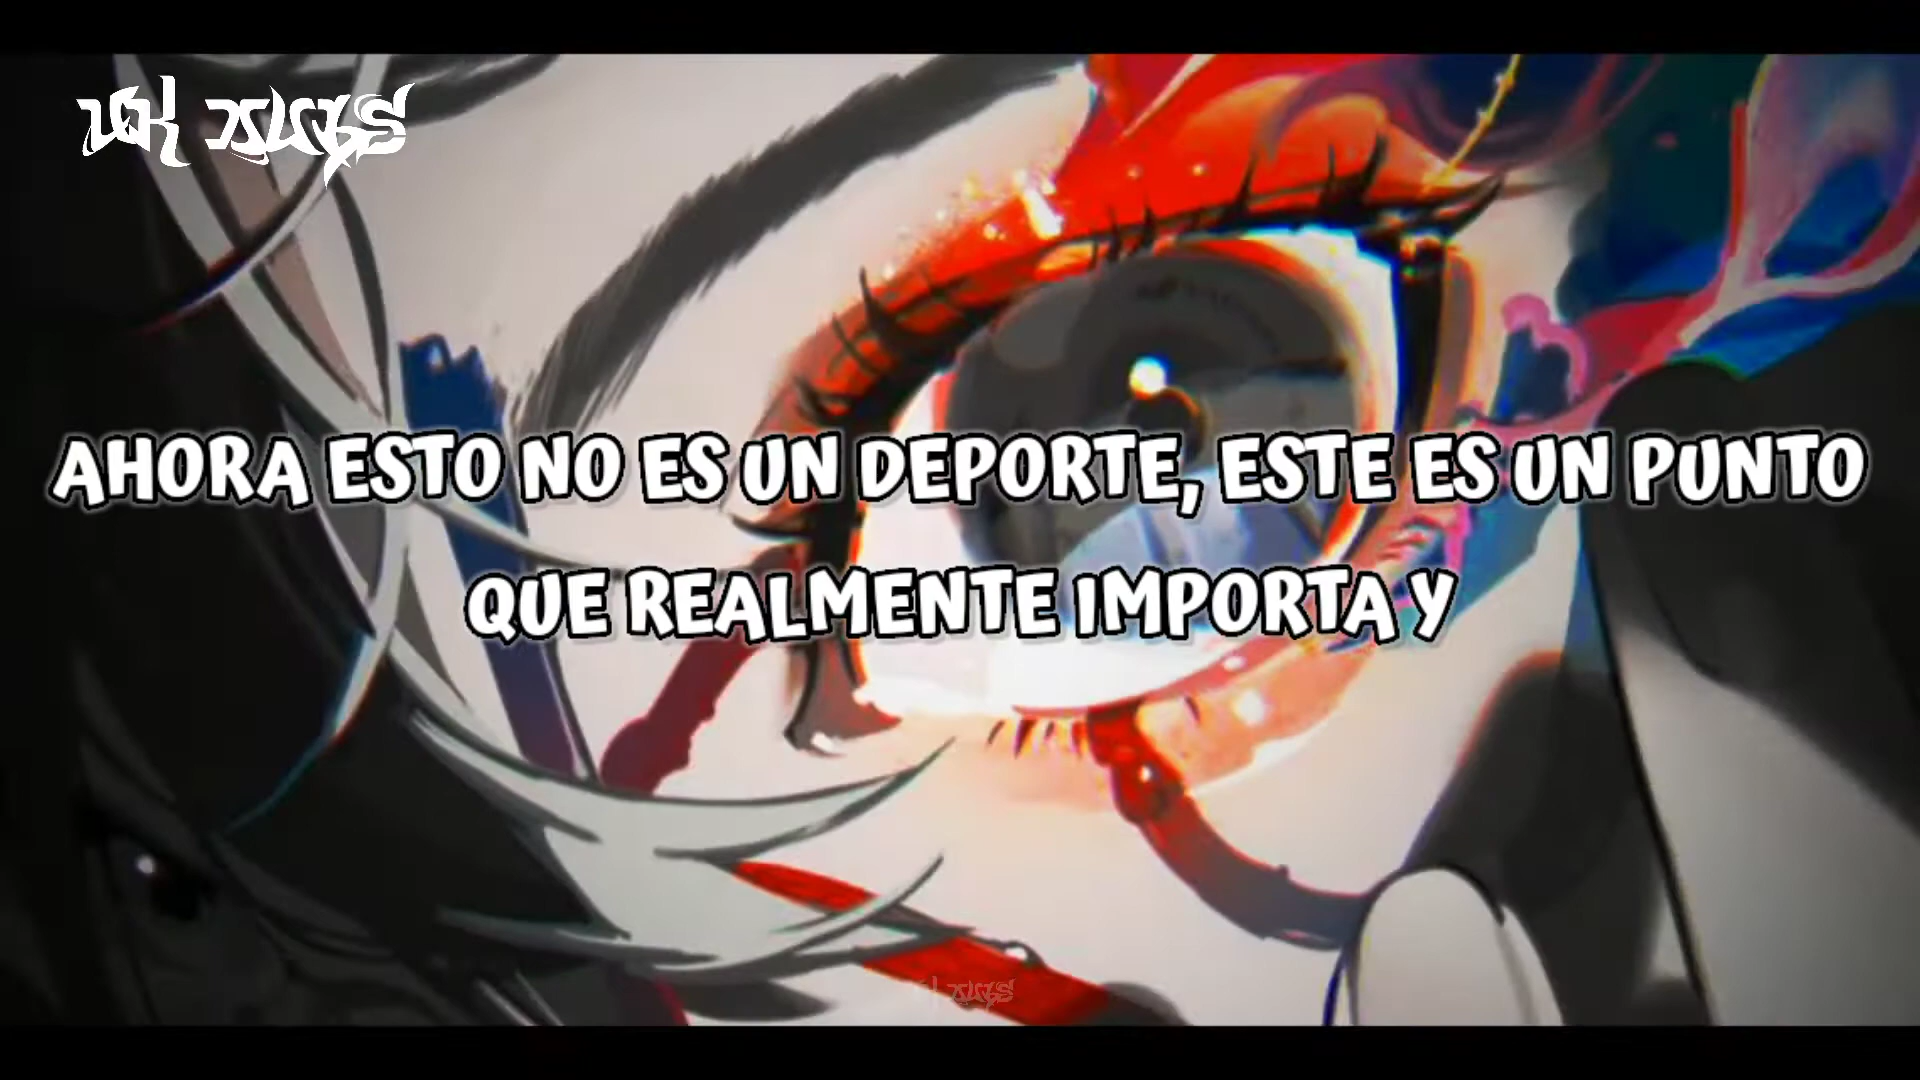 AHORA ESTO NO ES UN DEPORTE, ESTE ES UN PUNTO
QUE REALMENTE IMPORTA Y